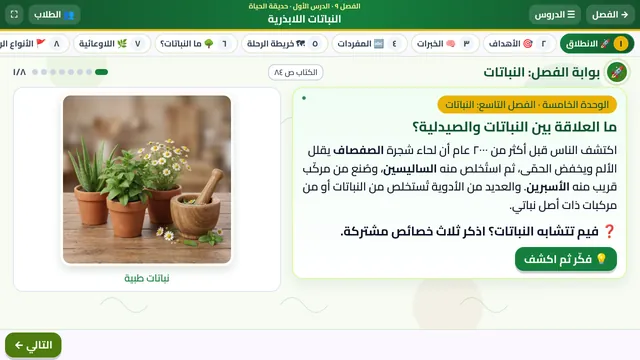 → الفصل
☰ الدروس
الفصل ٩ · الدرس الأول · حديقة الحياة
النباتات اللابذرية
👥 الطلاب
١ 🚀 الانطلاق
٢ 🎯 الأهداف
٣ 🧠 الخبرات
٤ 🔤 المفردات
٥ 🗺 خريطة الرحلة
٦ 🌳 ما النباتات؟
٧ 🌿 اللاوعائية
٨ 🚩 الأنواع الر
🚀 بوابة الفصل: النباتات
الكتاب ص ٨٤
١/٨
الوحدة الخامسة · الفصل التاسع: النباتات
ما العلاقة بين النباتات والصيدلية؟
اكتشف الناس قبل أكثر من ٢٠٠٠ عام أن لحاء شجرة الصفصاف يقلل
الألم ويخفض الحمّى، ثم استُخلص منه الساليسين، وصُنع من مركّب
قريب منه الأسبرين. والعديد من الأدوية تُستخلص من النباتات أو من
مركبات ذات أصل نباتي.
❓ فيم تتشابه النباتات؟ اذكر ثلاث خصائص مشتركة.
💡 فكّر ثم اكشف
نباتات طبية
التالي ←